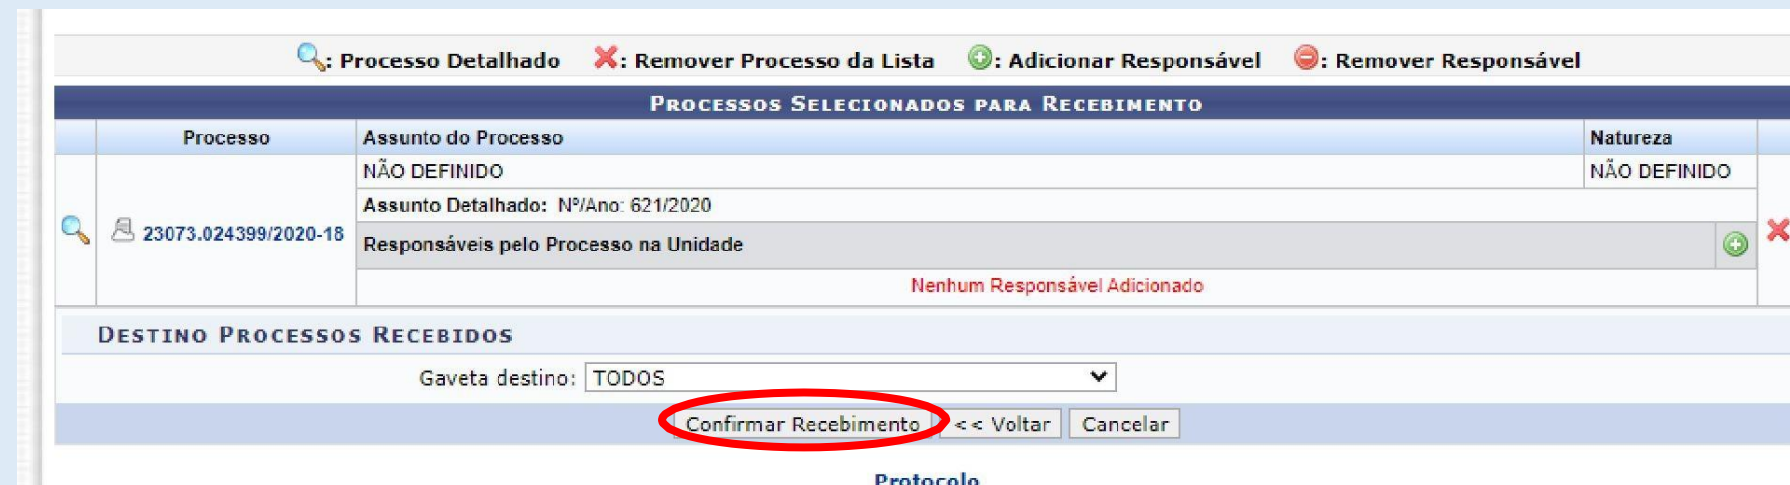 : Processo Detalhado : Remover Processo da Lista : Adicionar Responsável : Remover Responsável
PROCESSOS SELECIONADOS PARA RECEBIMENTO
Processo Assunto do Processo Natureza
NÃO DEFINIDO NÃO DEFINIDO
Assunto Detalhado: Nº/Ano: 621/2020
23073.024399/2020-18
Responsáveis pelo Processo na Unidade
Nenhum Responsável Adicionado
DESTINO PROCESSOS RECEBIDOS
Gaveta destino: TODOS
Confirmar Recebimento << Voltar Cancelar
Protocolo